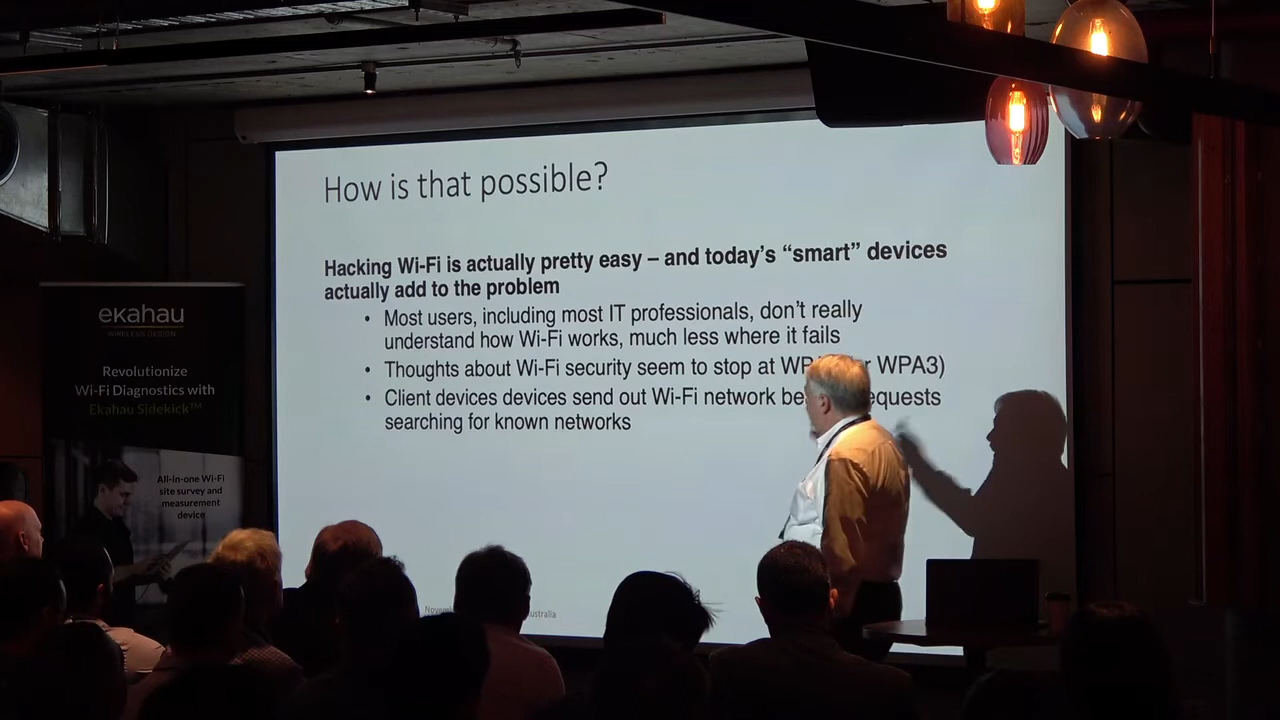 How is that possible?
Hacking Wi-Fi is actually pretty easy – and today's “smart” devices
actually add to the problem
• Most users, including most IT professionals, don't really
understand how Wi-Fi works, much less where it fails
• Thoughts about Wi-Fi security seem to stop at WPA3)
• Client devices devices send out Wi-Fi network
searching for known networks
ekahau
WIRELESS DESIGN
Revolutionize
Wi-Fi Diagnostics with
Ekahau Sidekick™
All-in-one Wi-Fi
site survey and
measurement
device